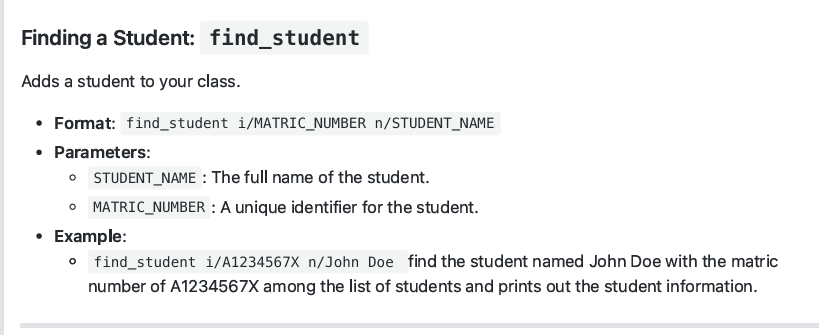 Finding a Student: find_student
Adds a student to your class.
• Format: find_student i/MATRIC_NUMBER n/STUDENT_NAME
• Parameters:
◦ STUDENT_NAME : The full name of the student.
◦ MATRIC_NUMBER : A unique identifier for the student.
• Example:
◦ find_student i/A1234567X n/John Doe find the student named John Doe with the matric
number of A1234567X among the list of students and prints out the student information.